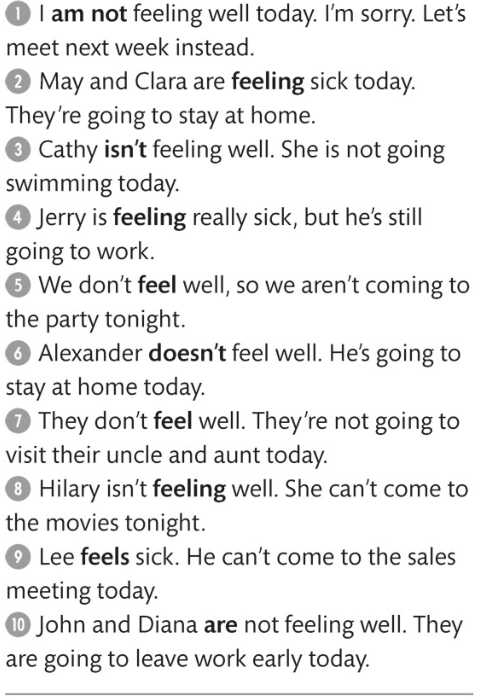 1 I am not feeling well today. I’m sorry. Let’s
meet next week instead.
2 May and Clara are feeling sick today.
They’re going to stay at home.
3 Cathy isn’t feeling well. She is not going
swimming today.
4 Jerry is feeling really sick, but he’s still
going to work.
5 We don’t feel well, so we aren’t coming to
the party tonight.
6 Alexander doesn’t feel well. He’s going to
stay at home today.
7 They don’t feel well. They’re not going to
visit their uncle and aunt today.
8 Hilary isn’t feeling well. She can’t come to
the movies tonight.
9 Lee feels sick. He can’t come to the sales
meeting today.
10 John and Diana are not feeling well. They
are going to leave work early today.